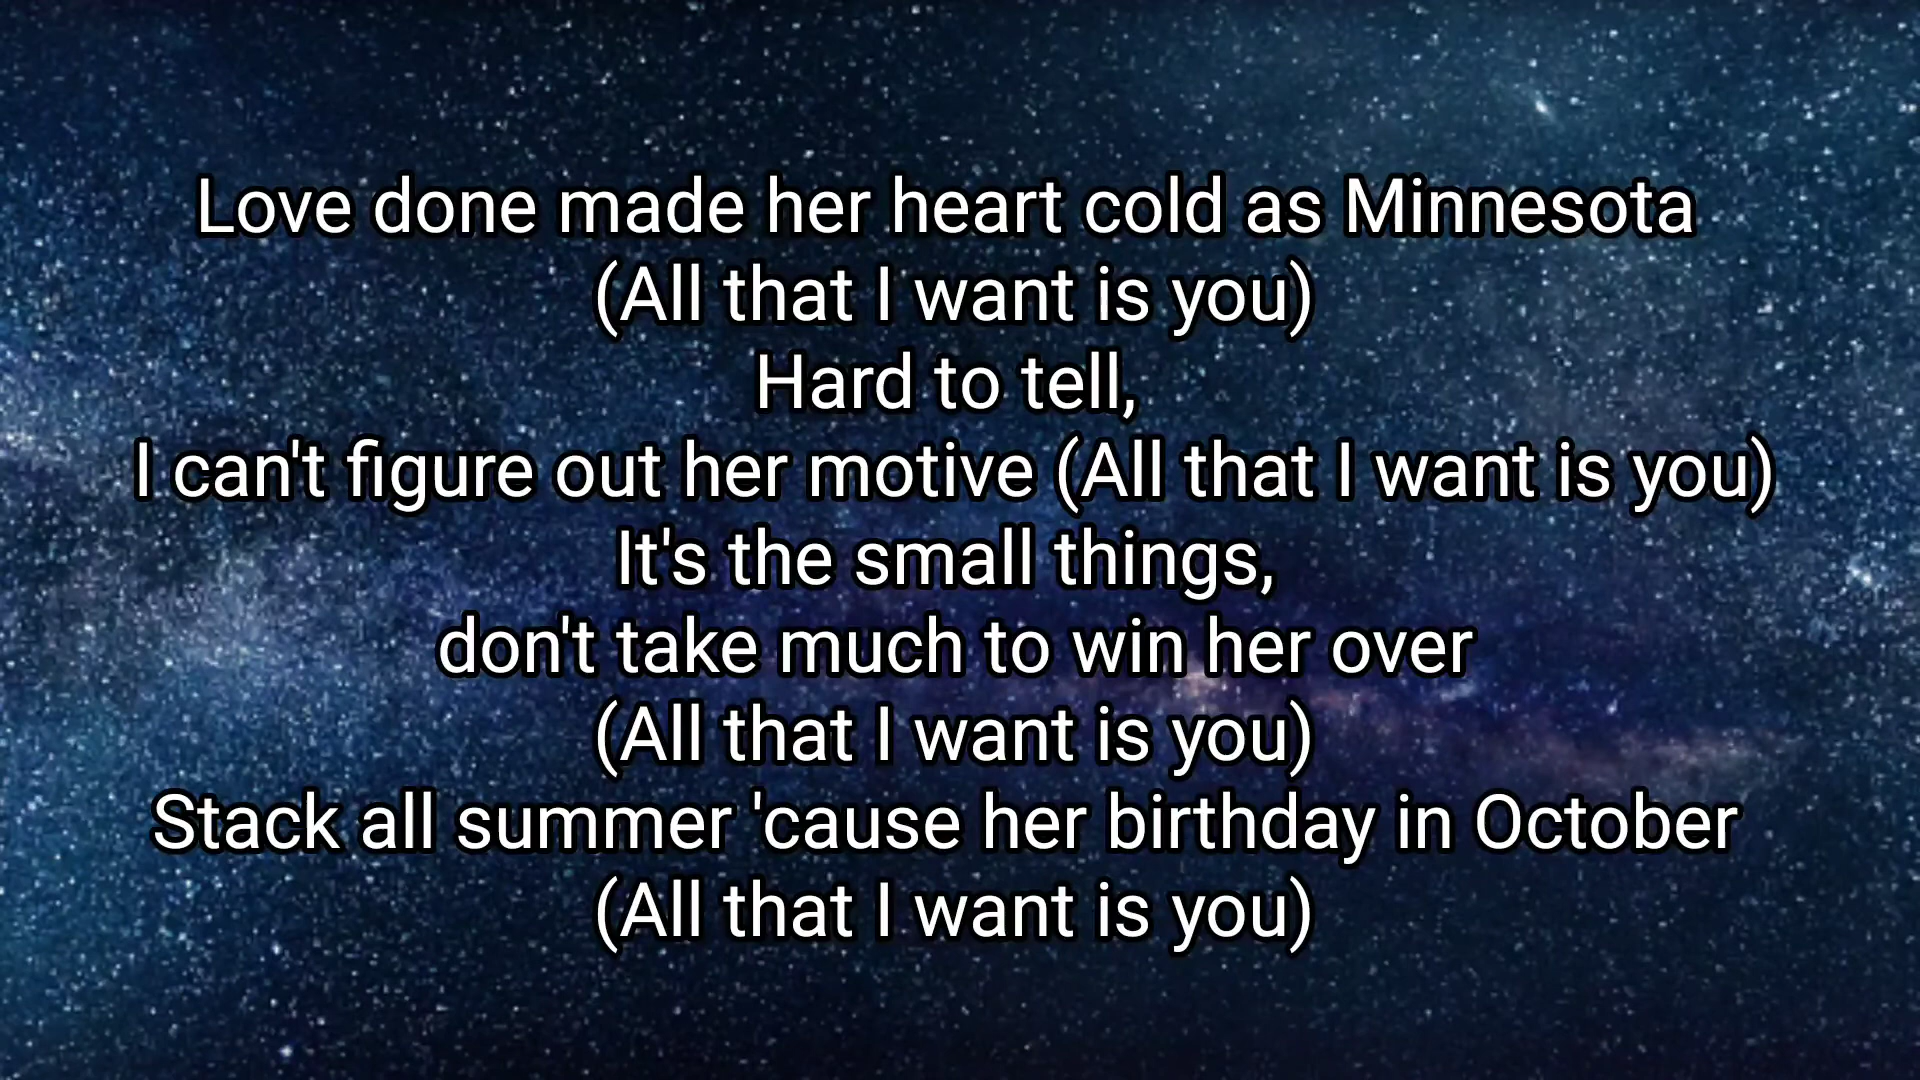 Love done made her heart cold as Minnesota
(All that I want is you)
Hard to tell,
I can't figure out her motive (All that I want is you)
It's the small things,
don't take much to win her over
(All that I want is you)
Stack all summer 'cause her birthday in October
(All that I want is you)